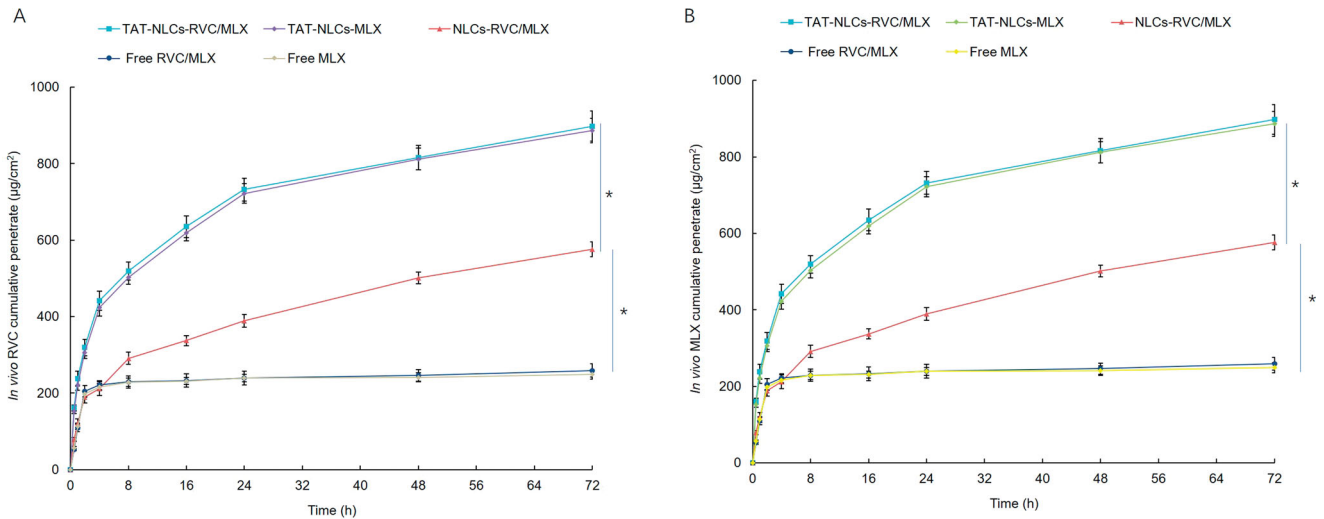 A
TAT-NLCs-RVC/MLX
TAT-NLCs-MLX
NLCs-RVC/MLX
Free RVC/MLX
Free MLX
In vivo RVC cumulative penetrate (µg/cm²)
1000
800
600
400
200
0
0 8 16 24 32 40 48 56 64 72
Time (h)
*
*
B
TAT-NLCs-RVC/MLX
TAT-NLCs-MLX
NLCs-RVC/MLX
Free RVC/MLX
Free MLX
In vivo MLX cumulative penetrate (µg/cm²)
1000
800
600
400
200
0
0 8 16 24 32 40 48 56 64 72
Time (h)
*
*